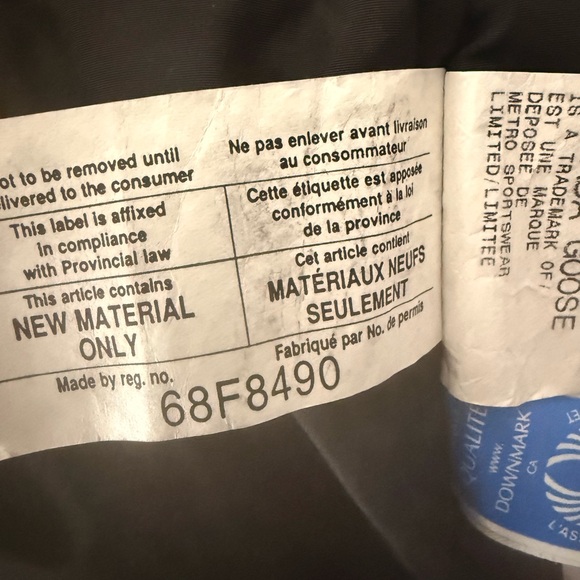 ot to be removed until
livered to the consumer
Ne pas enlever avant livraison
au consommateur
This label is affixed
in compliance
with Provincial law
Cette étiquette est apposée
conformément à la loi
de la province
This article contains
NEW MATERIAL
ONLY
Cet article contient
MATÉRIAUX NEUFS
SEULEMENT
Made by reg. no.
Fabriqué par No. de permis
68F8490
GOOSE
IS A TRADEMARK OF/
EST UNE MARQUE
DEPOSEE DE
METRO SPORTSWEAR
LIMITED/LIMITEE
QUALITE
www.
DOWNMARK
CA
L'AS